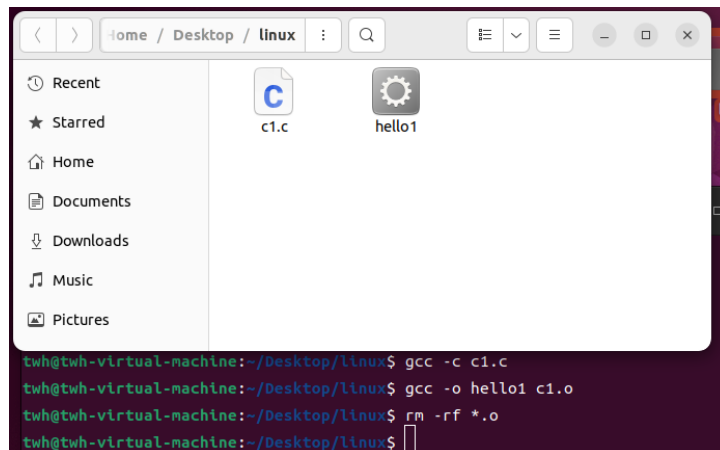 Home / Desktop / linux
Recent
Starred
Home
Documents
Downloads
Music
Pictures
C
c1.c
hello1
twh@twh-virtual-machine:~/Desktop/linux$ gcc -c c1.c
twh@twh-virtual-machine:~/Desktop/linux$ gcc -o hello1 c1.o
twh@twh-virtual-machine:~/Desktop/linux$ rm -rf *.o
twh@twh-virtual-machine:~/Desktop/linux$